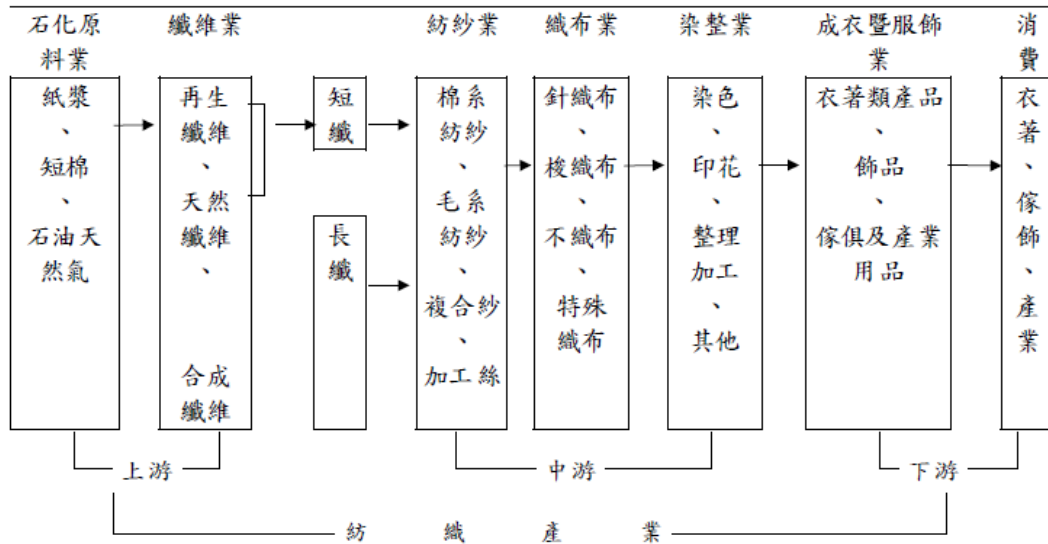 石化原
料業
纖維業
紡紗業
織布業
染整業
成衣暨服飾
業
消
費
紙漿
、
短棉
、
石油天
然氣
再生
纖維
、
天然
纖維、
合成
纖維
短
纖
長
纖
棉系
紡紗
、
毛系
紡紗
、
複合紗
、
加工絲
針織布
、
梭織布
、
不織布
、
特殊
織布
染色
、
印花
、
整理
加工
、
其他
衣著類產品
、
飾品
、
傢俱及產業
用品
衣
著
、
傢
飾
、
產
業
上游
中游
下游
紡 織 產 業